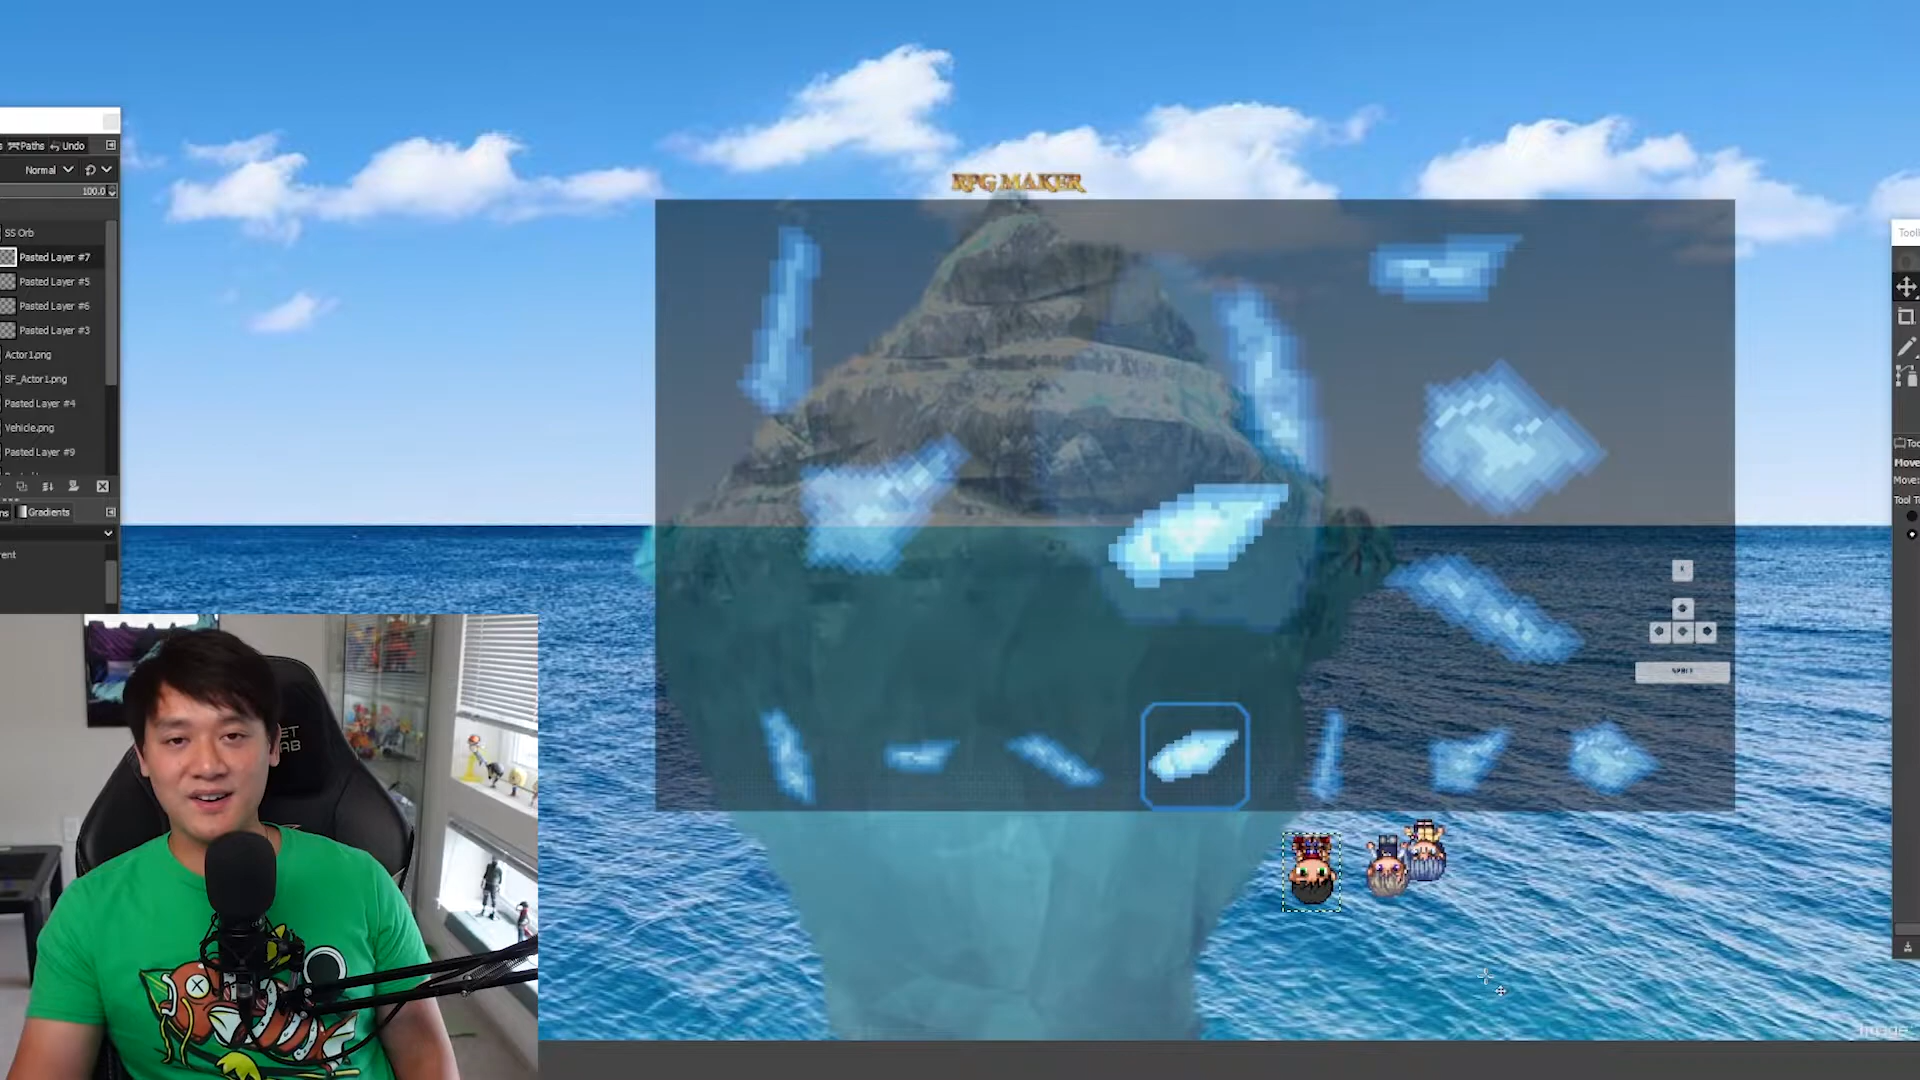 RPG MAKER
Paths Undo
Normal
100.0
SS Orb
Pasted Layer #7
Pasted Layer #5
Pasted Layer #6
Pasted Layer #3
Actor1.png
SF_Actor1.png
Pasted Layer #4
Vehicle.png
Pasted Layer #9
Gradients
Move
Move: